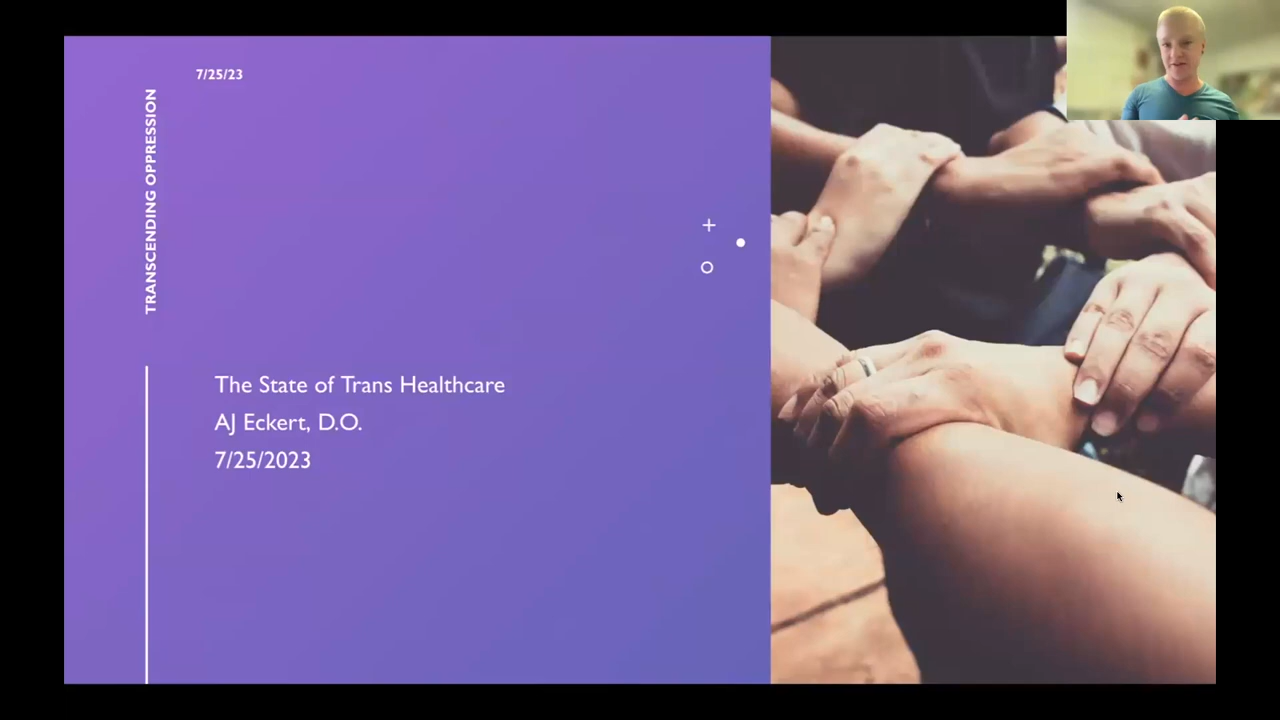 7/25/23
TRANSCENDING OPPRESSION
The State of Trans Healthcare
AJ Eckert, D.O.
7/25/2023